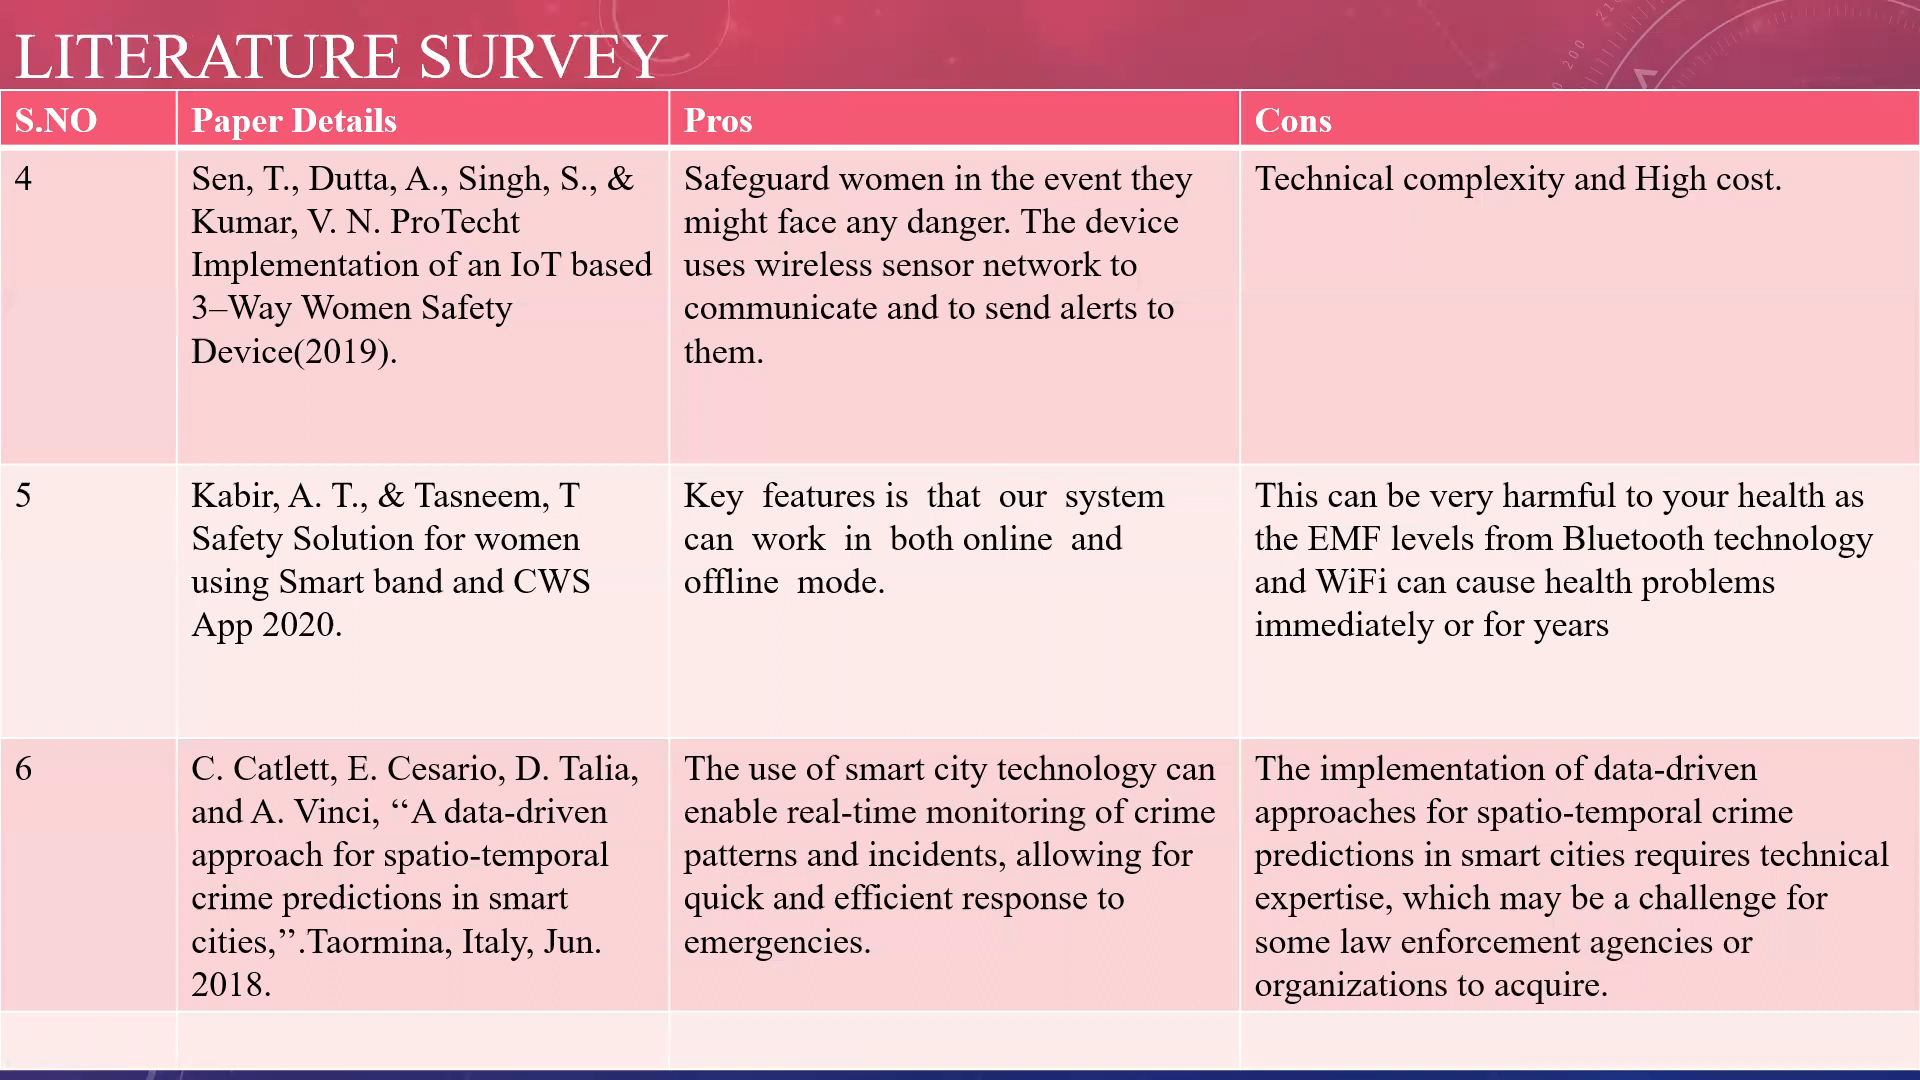 LITERATURE SURVEY
S.NO
Paper Details
Pros
Cons
4
Sen, T., Dutta, A., Singh, S., &
Kumar, V. N. ProTecht
Implementation of an IoT based
3–Way Women Safety
Device(2019).
Safeguard women in the event they
might face any danger. The device
uses wireless sensor network to
communicate and to send alerts to
them.
Technical complexity and High cost.
5
Kabir, A. T., & Tasneem, T
Safety Solution for women
using Smart band and CWS
App 2020.
Key features is that our system
can work in both online and
offline mode.
This can be very harmful to your health as
the EMF levels from Bluetooth technology
and WiFi can cause health problems
immediately or for years
6
C. Catlett, E. Cesario, D. Talia,
and A. Vinci, ‘‘A data-driven
approach for spatio-temporal
crime predictions in smart
cities,’’.Taormina, Italy, Jun.
2018.
The use of smart city technology can
enable real-time monitoring of crime
patterns and incidents, allowing for
quick and efficient response to
emergencies.
The implementation of data-driven
approaches for spatio-temporal crime
predictions in smart cities requires technical
expertise, which may be a challenge for
some law enforcement agencies or
organizations to acquire.
200